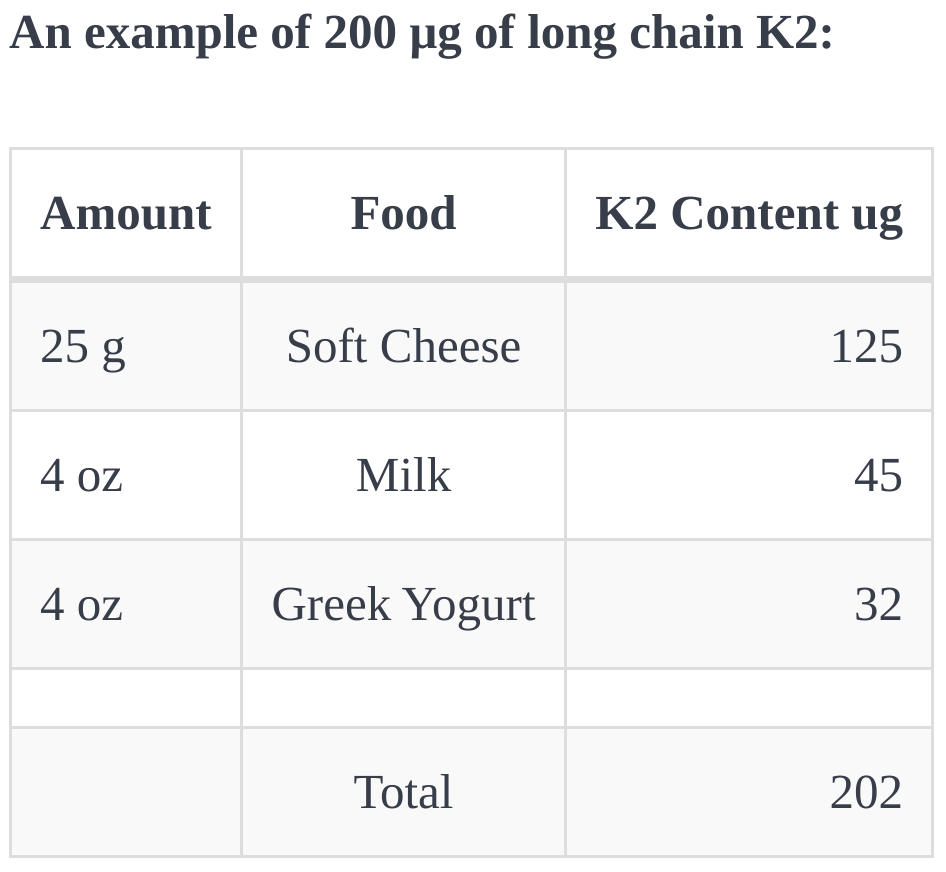 An example of 200 µg of long chain K2:
Amount Food K2 Content ug
25 g Soft Cheese 125
4 oz Milk 45
4 oz Greek Yogurt 32
Total 202